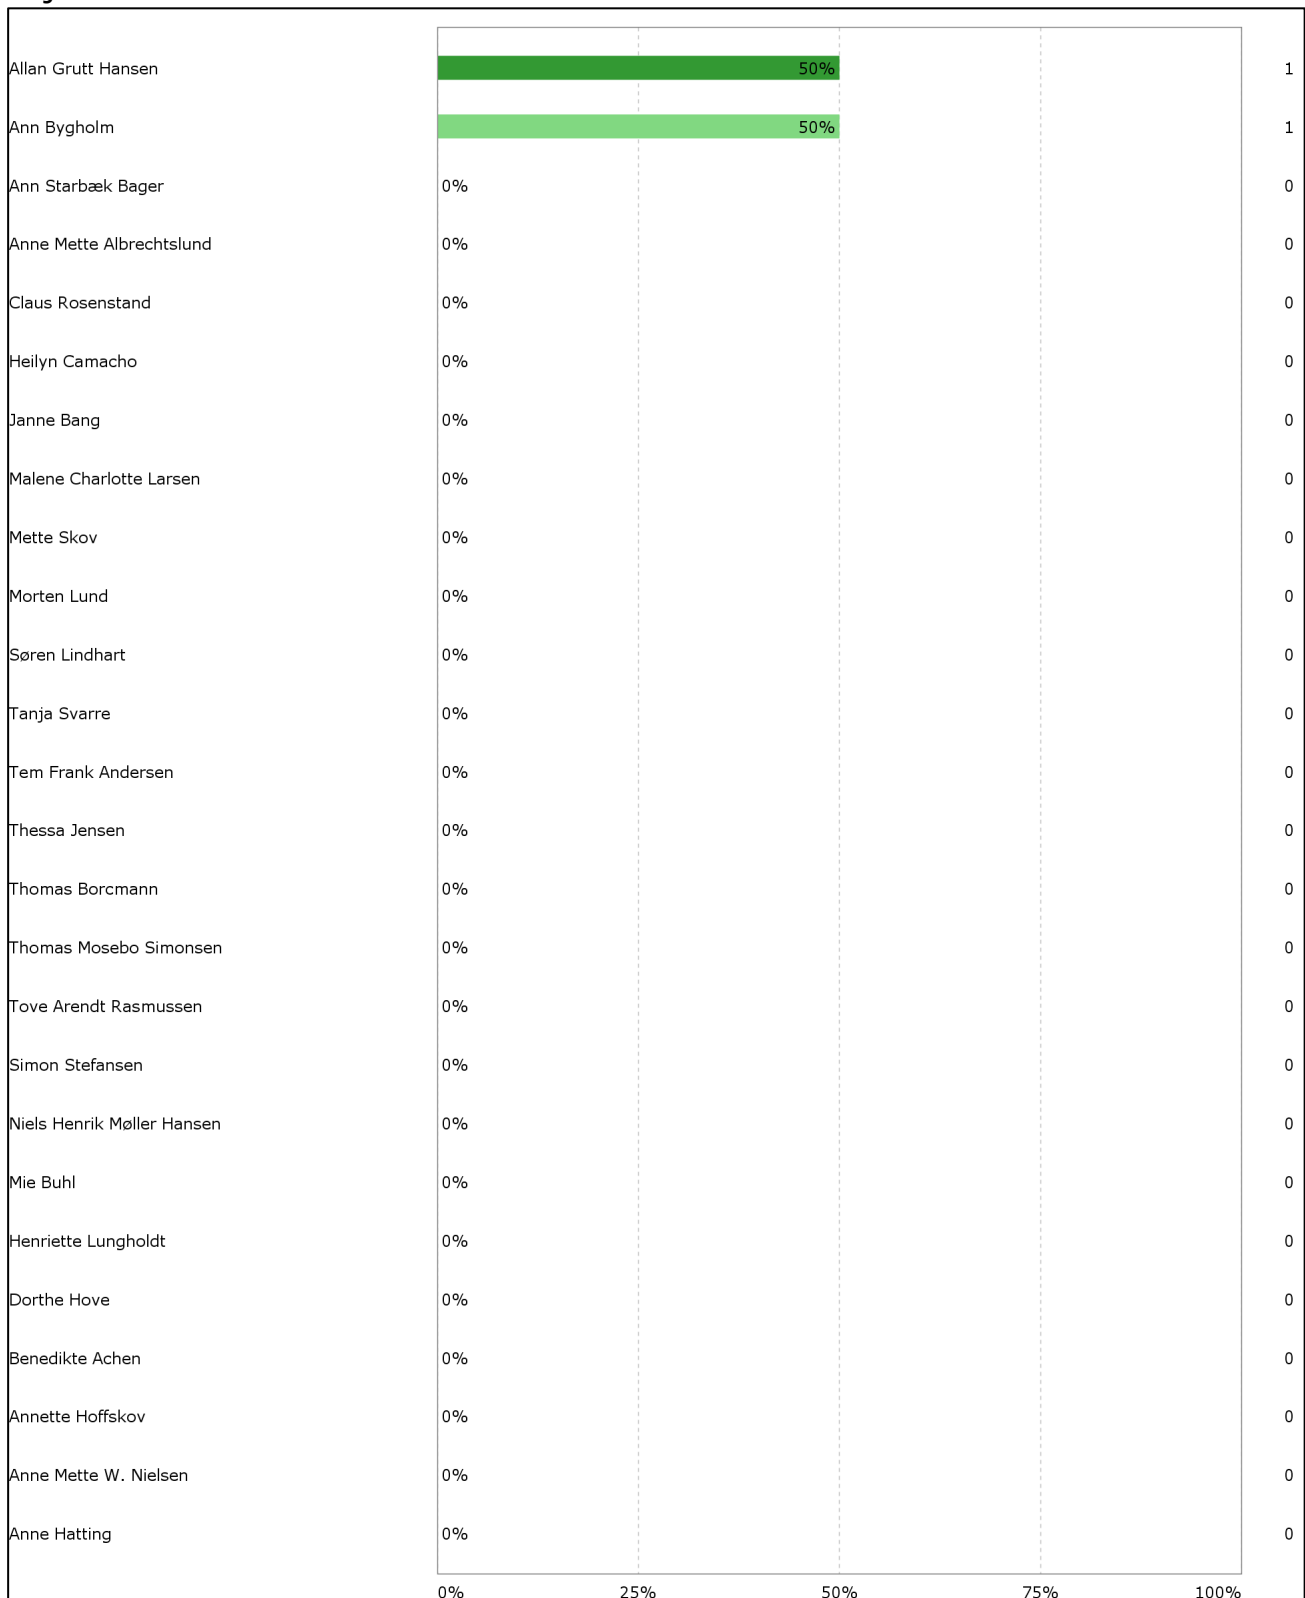 Allan Grutt Hansen 50% 1
Ann Bygholm 50% 1
Ann Starbæk Bager 0% 0
Anne Mette Albrechtslund 0% 0
Claus Rosenstand 0% 0
Heilyn Camacho 0% 0
Janne Bang 0% 0
Malene Charlotte Larsen 0% 0
Mette Skov 0% 0
Morten Lund 0% 0
Søren Lindhart 0% 0
Tanja Svarre 0% 0
Tem Frank Andersen 0% 0
Thessa Jensen 0% 0
Thomas Borcmann 0% 0
Thomas Mosebo Simonsen 0% 0
Tove Arendt Rasmussen 0% 0
Simon Stefansen 0% 0
Niels Henrik Møller Hansen 0% 0
Mie Buhl 0% 0
Henriette Lungholdt 0% 0
Dorthe Hove 0% 0
Benedikte Achen 0% 0
Annette Hoffskov 0% 0
Anne Mette W. Nielsen 0% 0
Anne Hatting 0% 0
0% 25% 50% 75% 100%